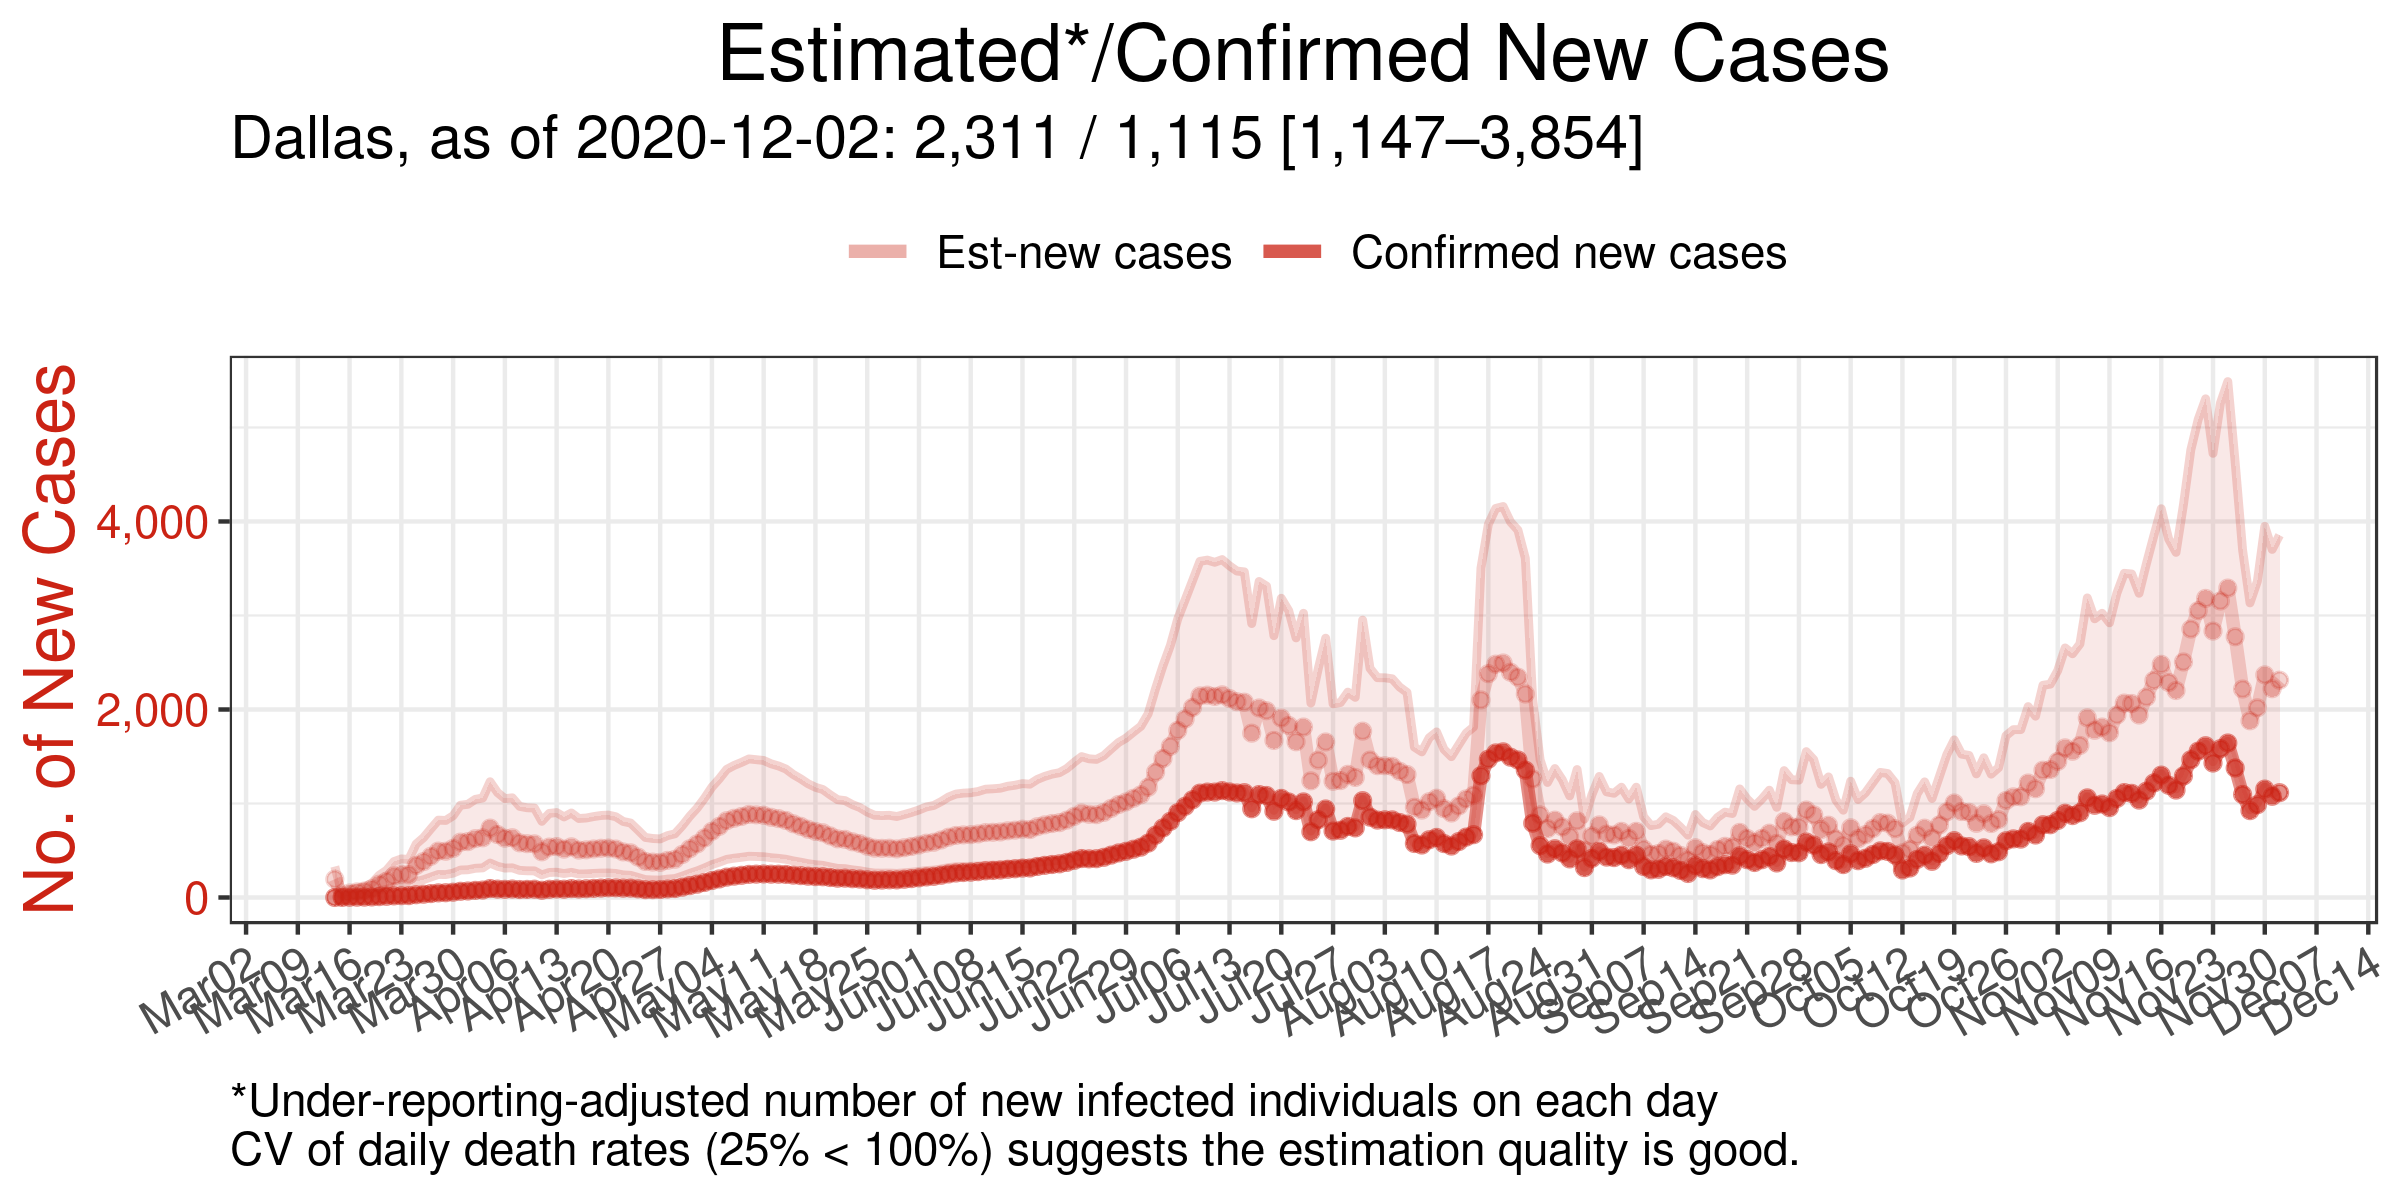 Estimated*/Confirmed New Cases
Dallas, as of 2020-12-02: 2,311 / 1,115 [1,147–3,854]
Est-new cases
Confirmed new cases
No. of New Cases
4,000
2,000
0
Mar02
Mar09
Mar16
Mar23
Mar30
Apr06
Apr13
Apr20
Apr27
May04
May11
May18
May25
Jun01
Jun08
Jun15
Jun22
Jun29
Jul06
Jul13
Jul20
Jul27
Aug03
Aug10
Aug17
Aug24
Aug31
Sep07
Sep14
Sep21
Sep28
Oct05
Oct12
Oct19
Oct26
Nov02
Nov09
Nov16
Nov23
Nov30
Dec07
Dec14
*Under-reporting-adjusted number of new infected individuals on each day
CV of daily death rates (25% < 100%) suggests the estimation quality is good.